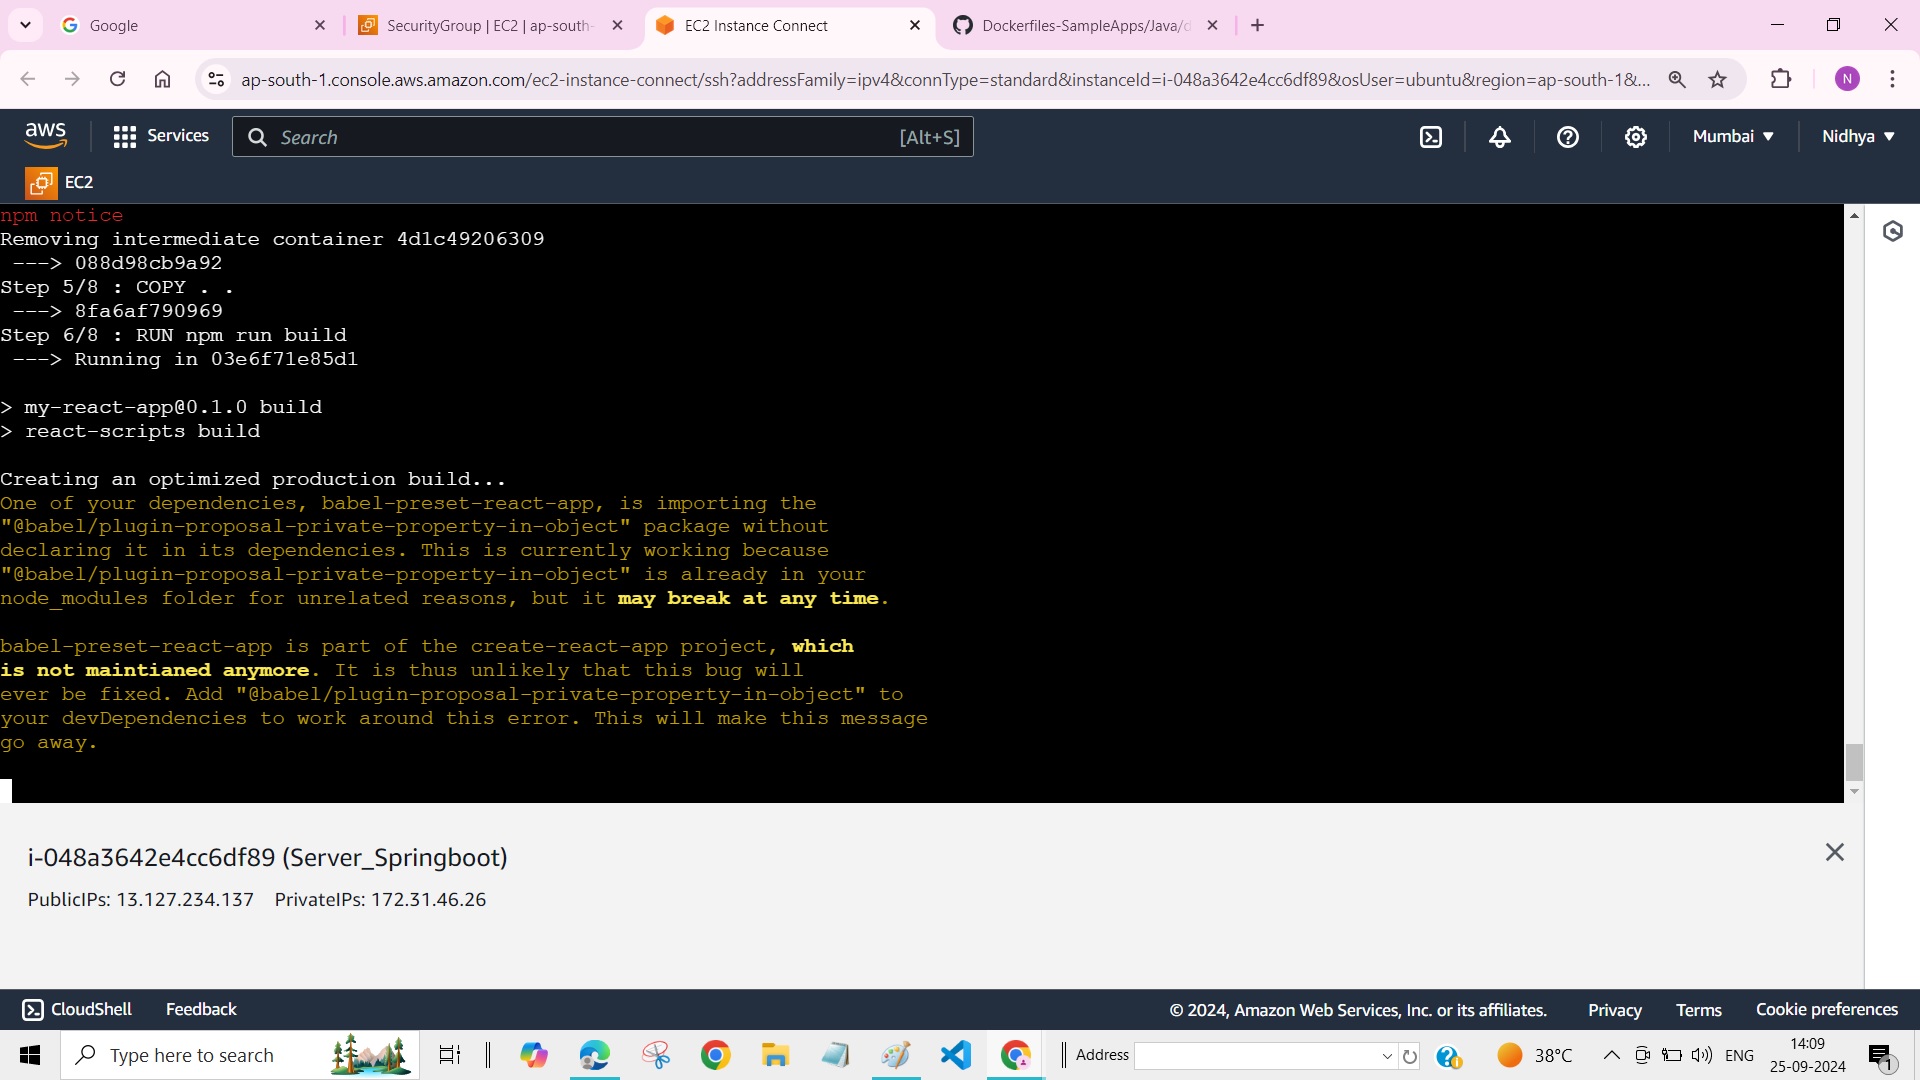 Google
SecurityGroup | EC2 | ap-south-
EC2 Instance Connect
Dockerfiles-SampleApps/Java/d
ap-south-1.console.aws.amazon.com/ec2-instance-connect/ssh?addressFamily=ipv4&connType=standard&instanceId=i-048a3642e4cc6df89&osUser=ubuntu&region=ap-south-1&...
N
aws
Services
Search
[Alt+S]
Mumbai
Nidhya
EC2
npm notice
Removing intermediate container 4d1c49206309
---> 088d98cb9a92
Step 5/8 : COPY . .
---> 8fa6af790969
Step 6/8 : RUN npm run build
---> Running in 03e6f71e85d1
> my-react-app@0.1.0 build
> react-scripts build
Creating an optimized production build...
One of your dependencies, babel-preset-react-app, is importing the
"@babel/plugin-proposal-private-property-in-object" package without
declaring it in its dependencies. This is currently working because
"@babel/plugin-proposal-private-property-in-object" is already in your
node_modules folder for unrelated reasons, but it may break at any time.
babel-preset-react-app is part of the create-react-app project, which
is not maintianed anymore. It is thus unlikely that this bug will
ever be fixed. Add "@babel/plugin-proposal-private-property-in-object" to
your devDependencies to work around this error. This will make this message
go away.
i-048a3642e4cc6df89 (Server_Springboot)
PublicIPs: 13.127.234.137 PrivateIPs: 172.31.46.26
CloudShell
Feedback
© 2024, Amazon Web Services, Inc. or its affiliates.
Privacy
Terms
Cookie preferences
Type here to search
Address
38°C
ENG
14:09
25-09-2024
1